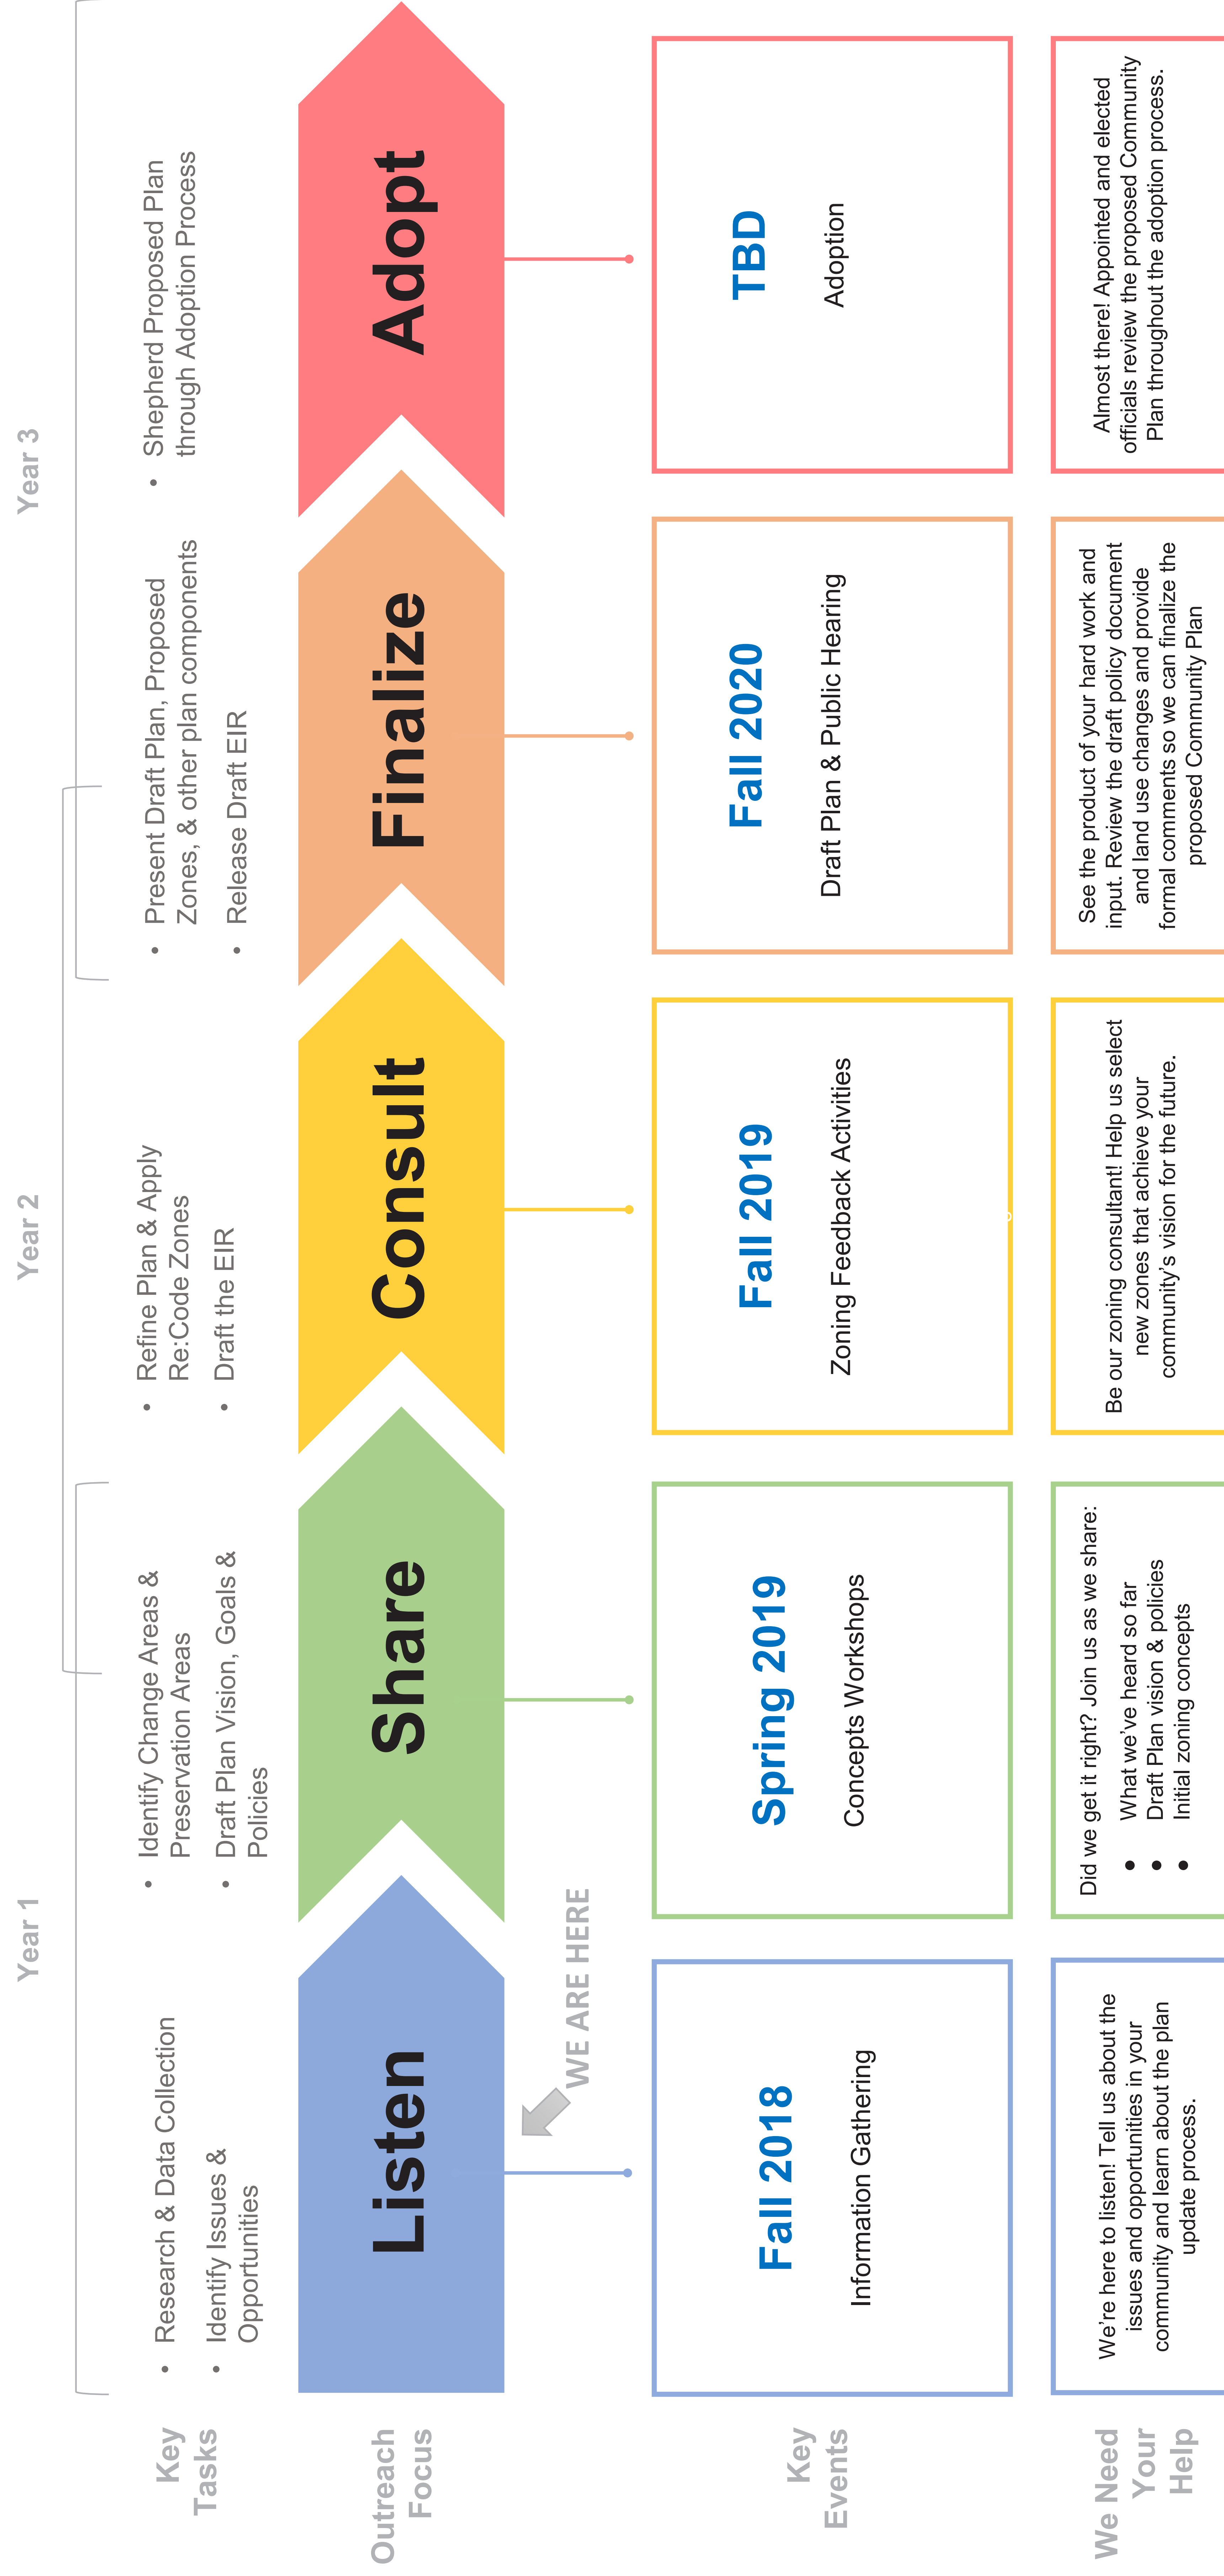 Year 1
Year 2
Year 3
Key
Tasks
• Research & Data Collection
• Identify Issues &
Opportunities
• Identify Change Areas &
Preservation Areas
• Draft Plan Vision, Goals &
Policies
• Refine Plan & Apply
Re:Code Zones
• Draft the EIR
• Present Draft Plan, Proposed
Zones, & other plan components
• Release Draft EIR
• Shepherd Proposed Plan
through Adoption Process
Outreach
Focus
Listen
Share
Consult
Finalize
Adopt
WE ARE HERE
Key
Events
Fall 2018
Information Gathering
Spring 2019
Concepts Workshops
Fall 2019
Zoning Feedback Activities
Fall 2020
Draft Plan & Public Hearing
TBD
Adoption
We Need
Your
Help
We're here to listen! Tell us about the
issues and opportunities in your
community and learn about the plan
update process.
Did we get it right? Join us as we share:
• What we've heard so far
• Draft Plan vision & policies
• Initial zoning concepts
Be our zoning consultant! Help us select
new zones that achieve your
community's vision for the future.
See the product of your hard work and
input. Review the draft policy document
and land use changes and provide
formal comments so we can finalize the
proposed Community Plan
Almost there! Appointed and elected
officials review the proposed Community
Plan throughout the adoption process.